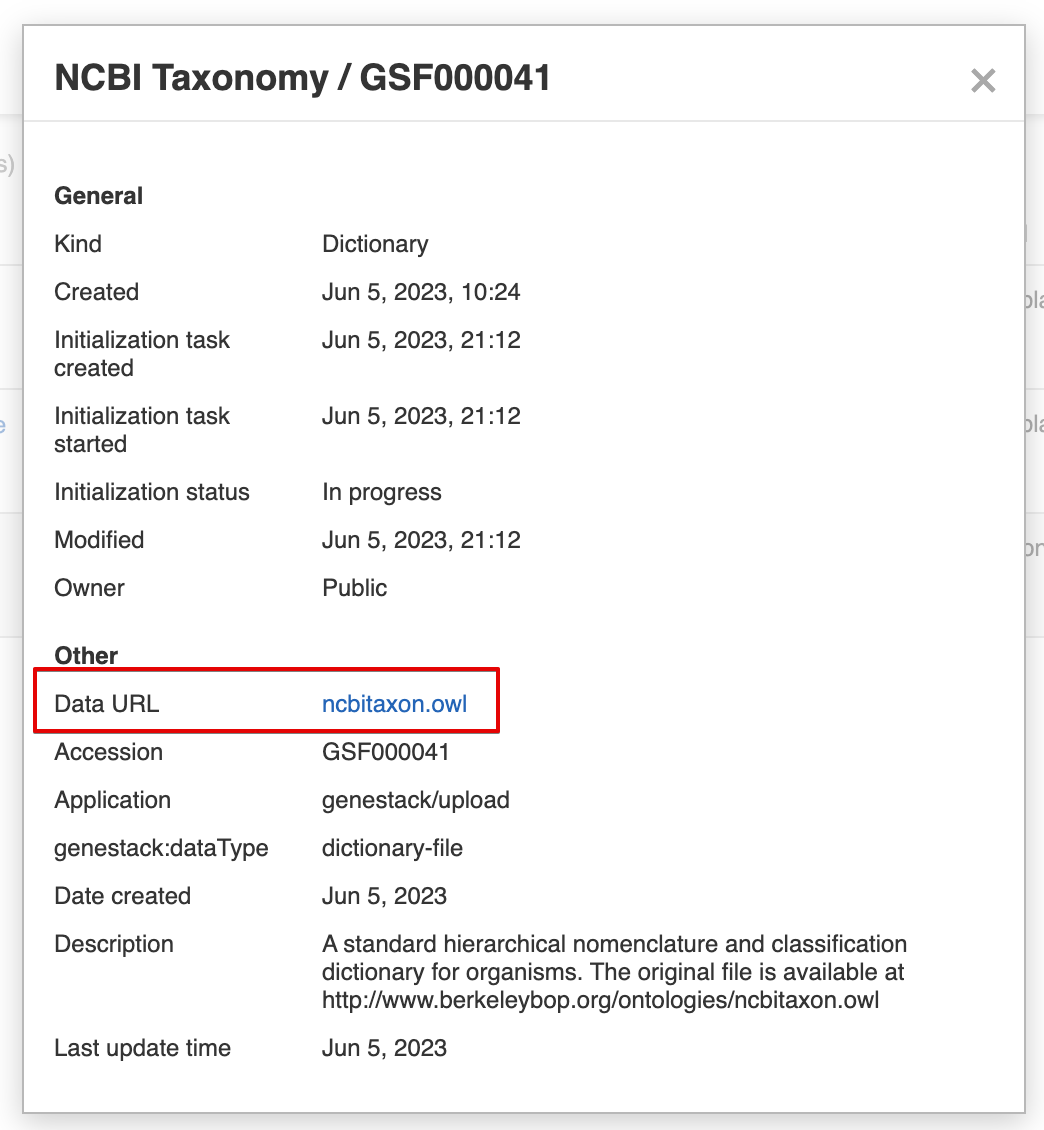 NCBI Taxonomy / GSF000041
s)
General
Kind Dictionary
Created Jun 5, 2023, 10:24
Initialization task Jun 5, 2023, 21:12
created
Initialization task Jun 5, 2023, 21:12
started
Initialization status In progress
Modified Jun 5, 2023, 21:12
Owner Public
Other
Data URL ncbitaxon.owl
Accession GSF000041
Application genestack/upload
genestack:dataType dictionary-file
Date created Jun 5, 2023
Description A standard hierarchical nomenclature and classification
dictionary for organisms. The original file is available at
http://www.berkeleybop.org/ontologies/ncbitaxon.owl
Last update time Jun 5, 2023